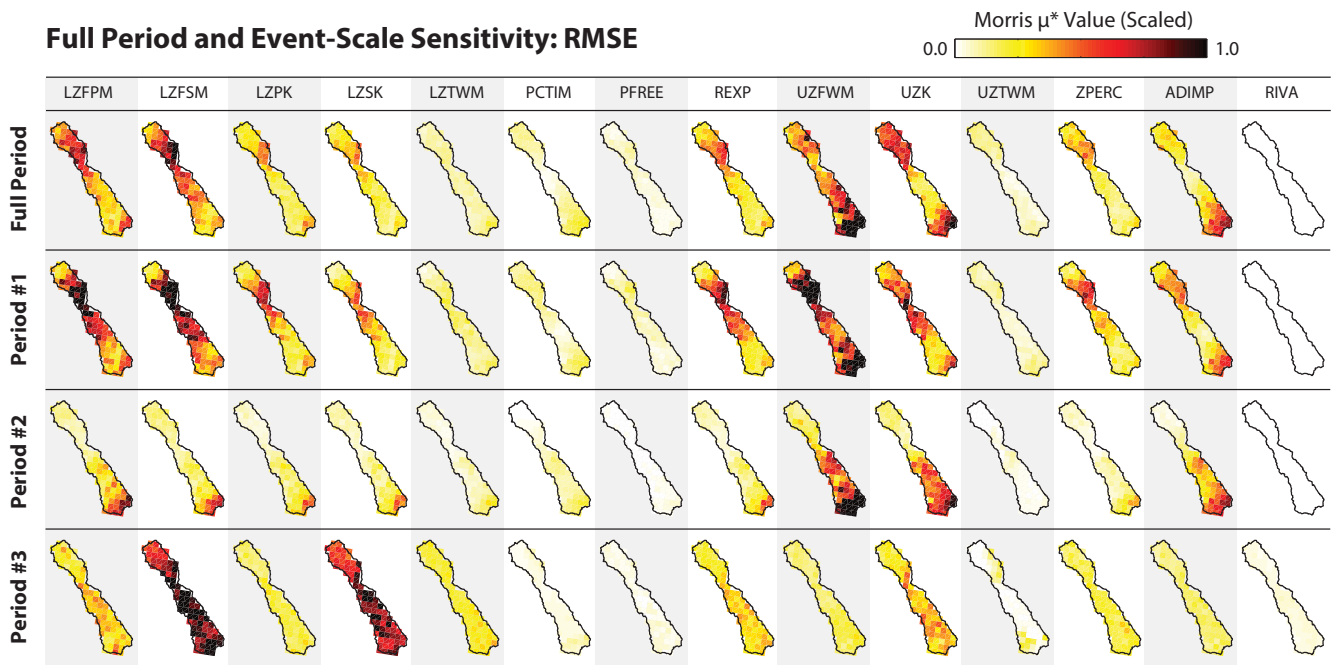 Full Period and Event-Scale Sensitivity: RMSE
Morris μ* Value (Scaled)
0.0 1.0
LZFPM LZFSM LZPK LZSK LZTWM PCTIM PFREE REXP UZFWM UZK UZTWM ZPERC ADIMP RIVA
Full Period
Period #1
Period #2
Period #3